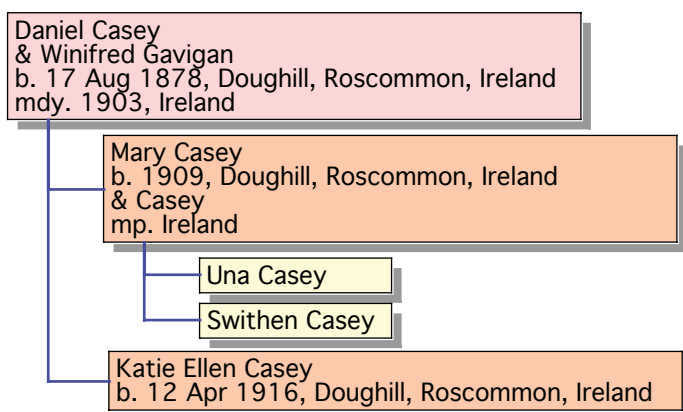 Daniel Casey
& Winifred Gavigan
b. 17 Aug 1878, Doughill, Roscommon, Ireland
mdy. 1903, Ireland
Mary Casey
b. 1909, Doughill, Roscommon, Ireland
& Casey
mp. Ireland
Una Casey
Swithen Casey
Katie Ellen Casey
b. 12 Apr 1916, Doughill, Roscommon, Ireland